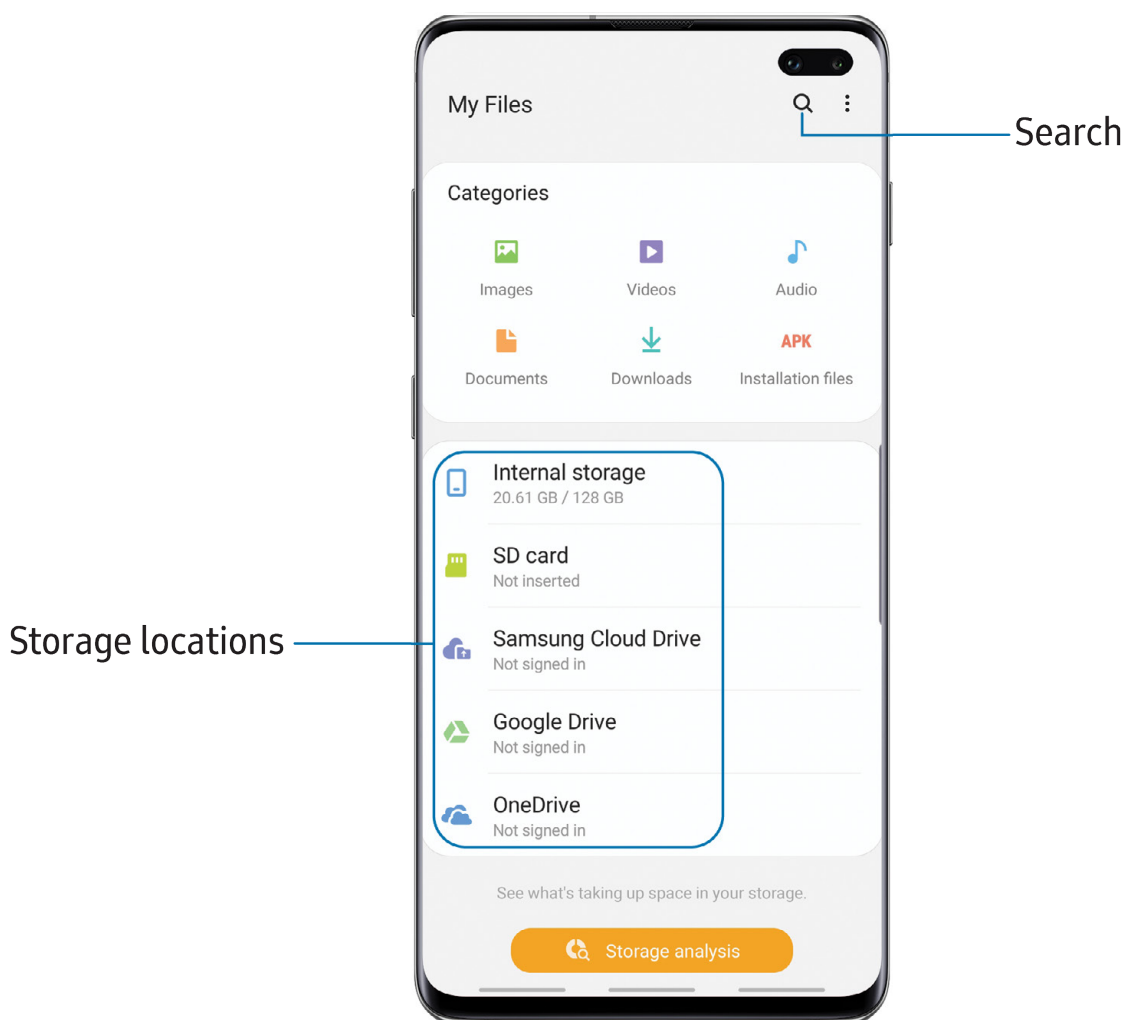 My Files
Search
Categories
Images Videos Audio
APK
Documents Downloads Installation files
Internal storage
20.61 GB / 128 GB
SD card
Not inserted
Storage locations
Samsung Cloud Drive
Not signed in
Google Drive
Not signed in
OneDrive
Not signed in
See what's taking up space in your storage.
Storage analysis